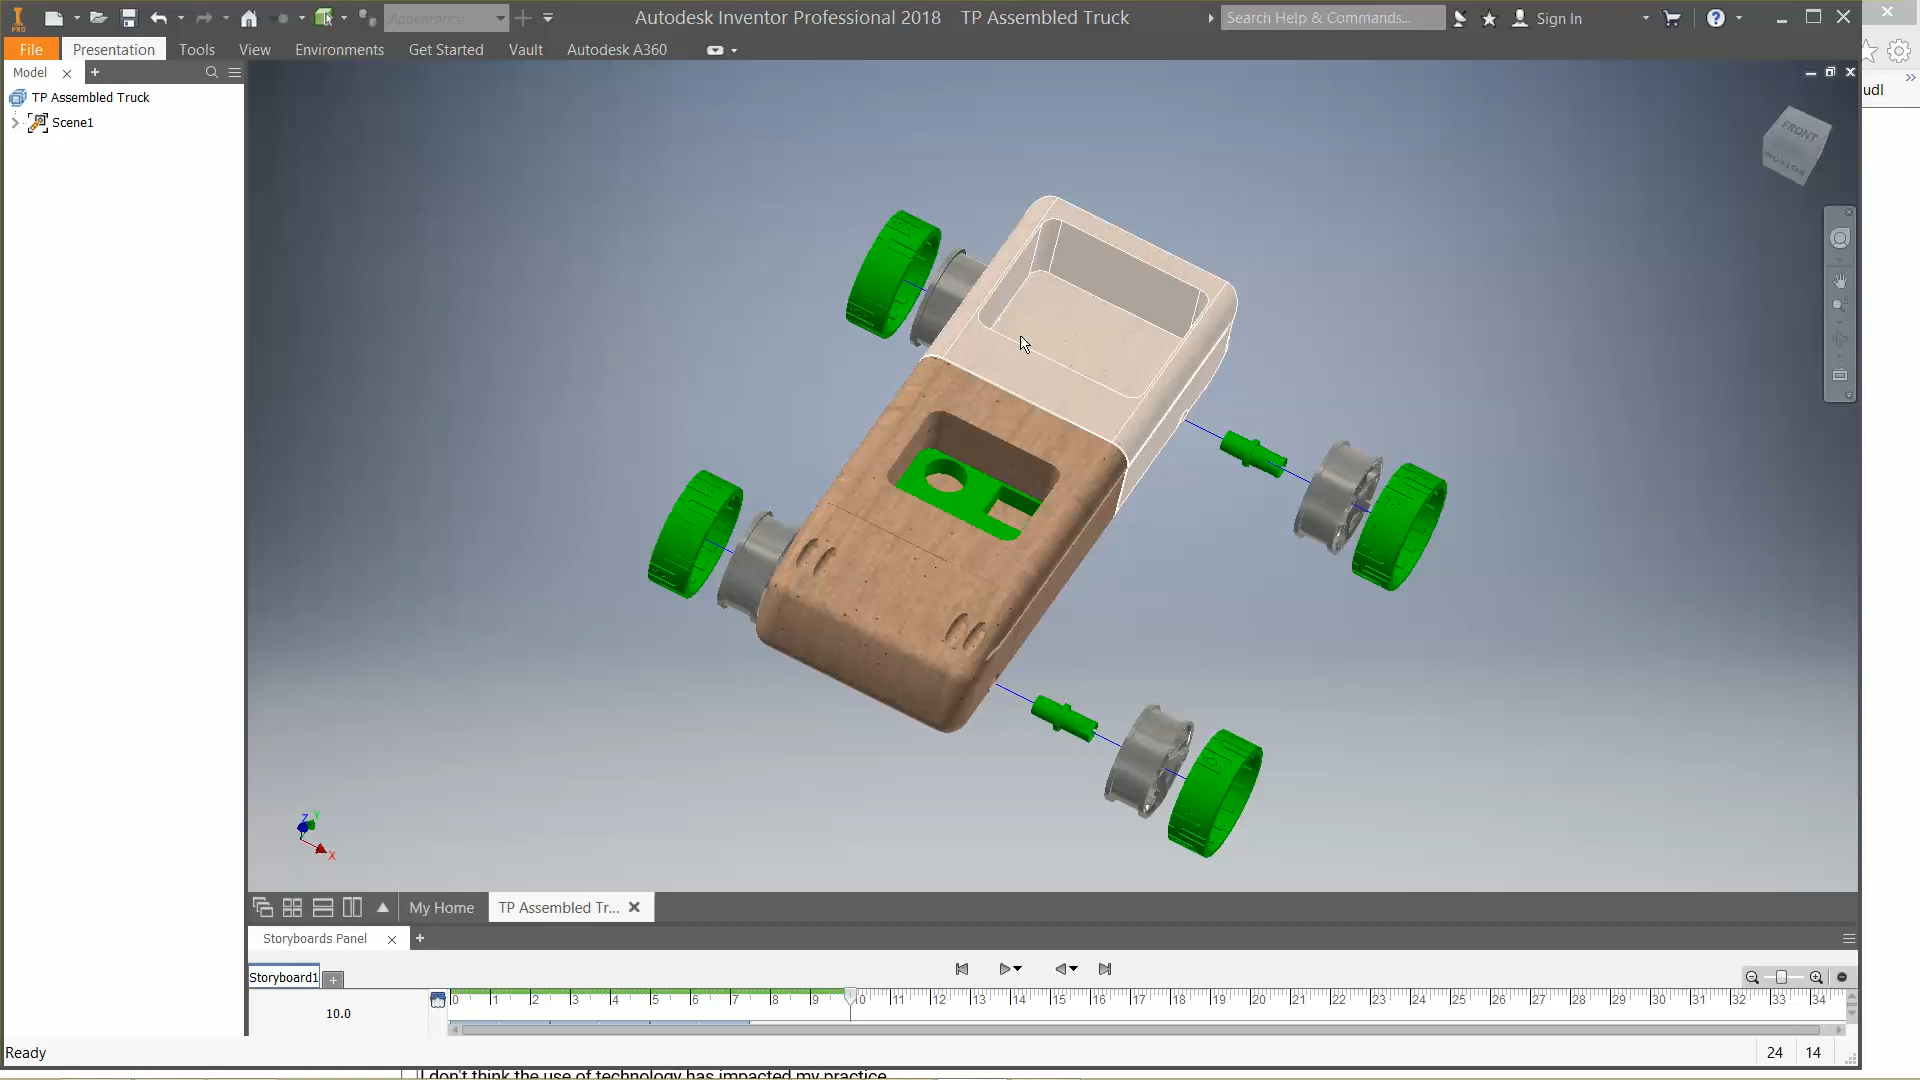 PRO
Appearance
Autodesk Inventor Professional 2018 TP Assembled Truck
Search Help & Commands...
Sign In
File Presentation Tools View Environments Get Started Vault Autodesk A360
Model
udl
TP Assembled Truck
Scene1
FRONT
BOTTOM
Z Y
X
My Home TP Assembled Tr...
Storyboards Panel
Storyboard1
0 1 2 3 4 5 6 7 8 9 10 11 12 13 14 15 16 17 18 19 20 21 22 23 24 25 26 27 28 29 30 31 32 33 34
10.0
Ready 24 14
I don't think the use of technology has impacted my practice